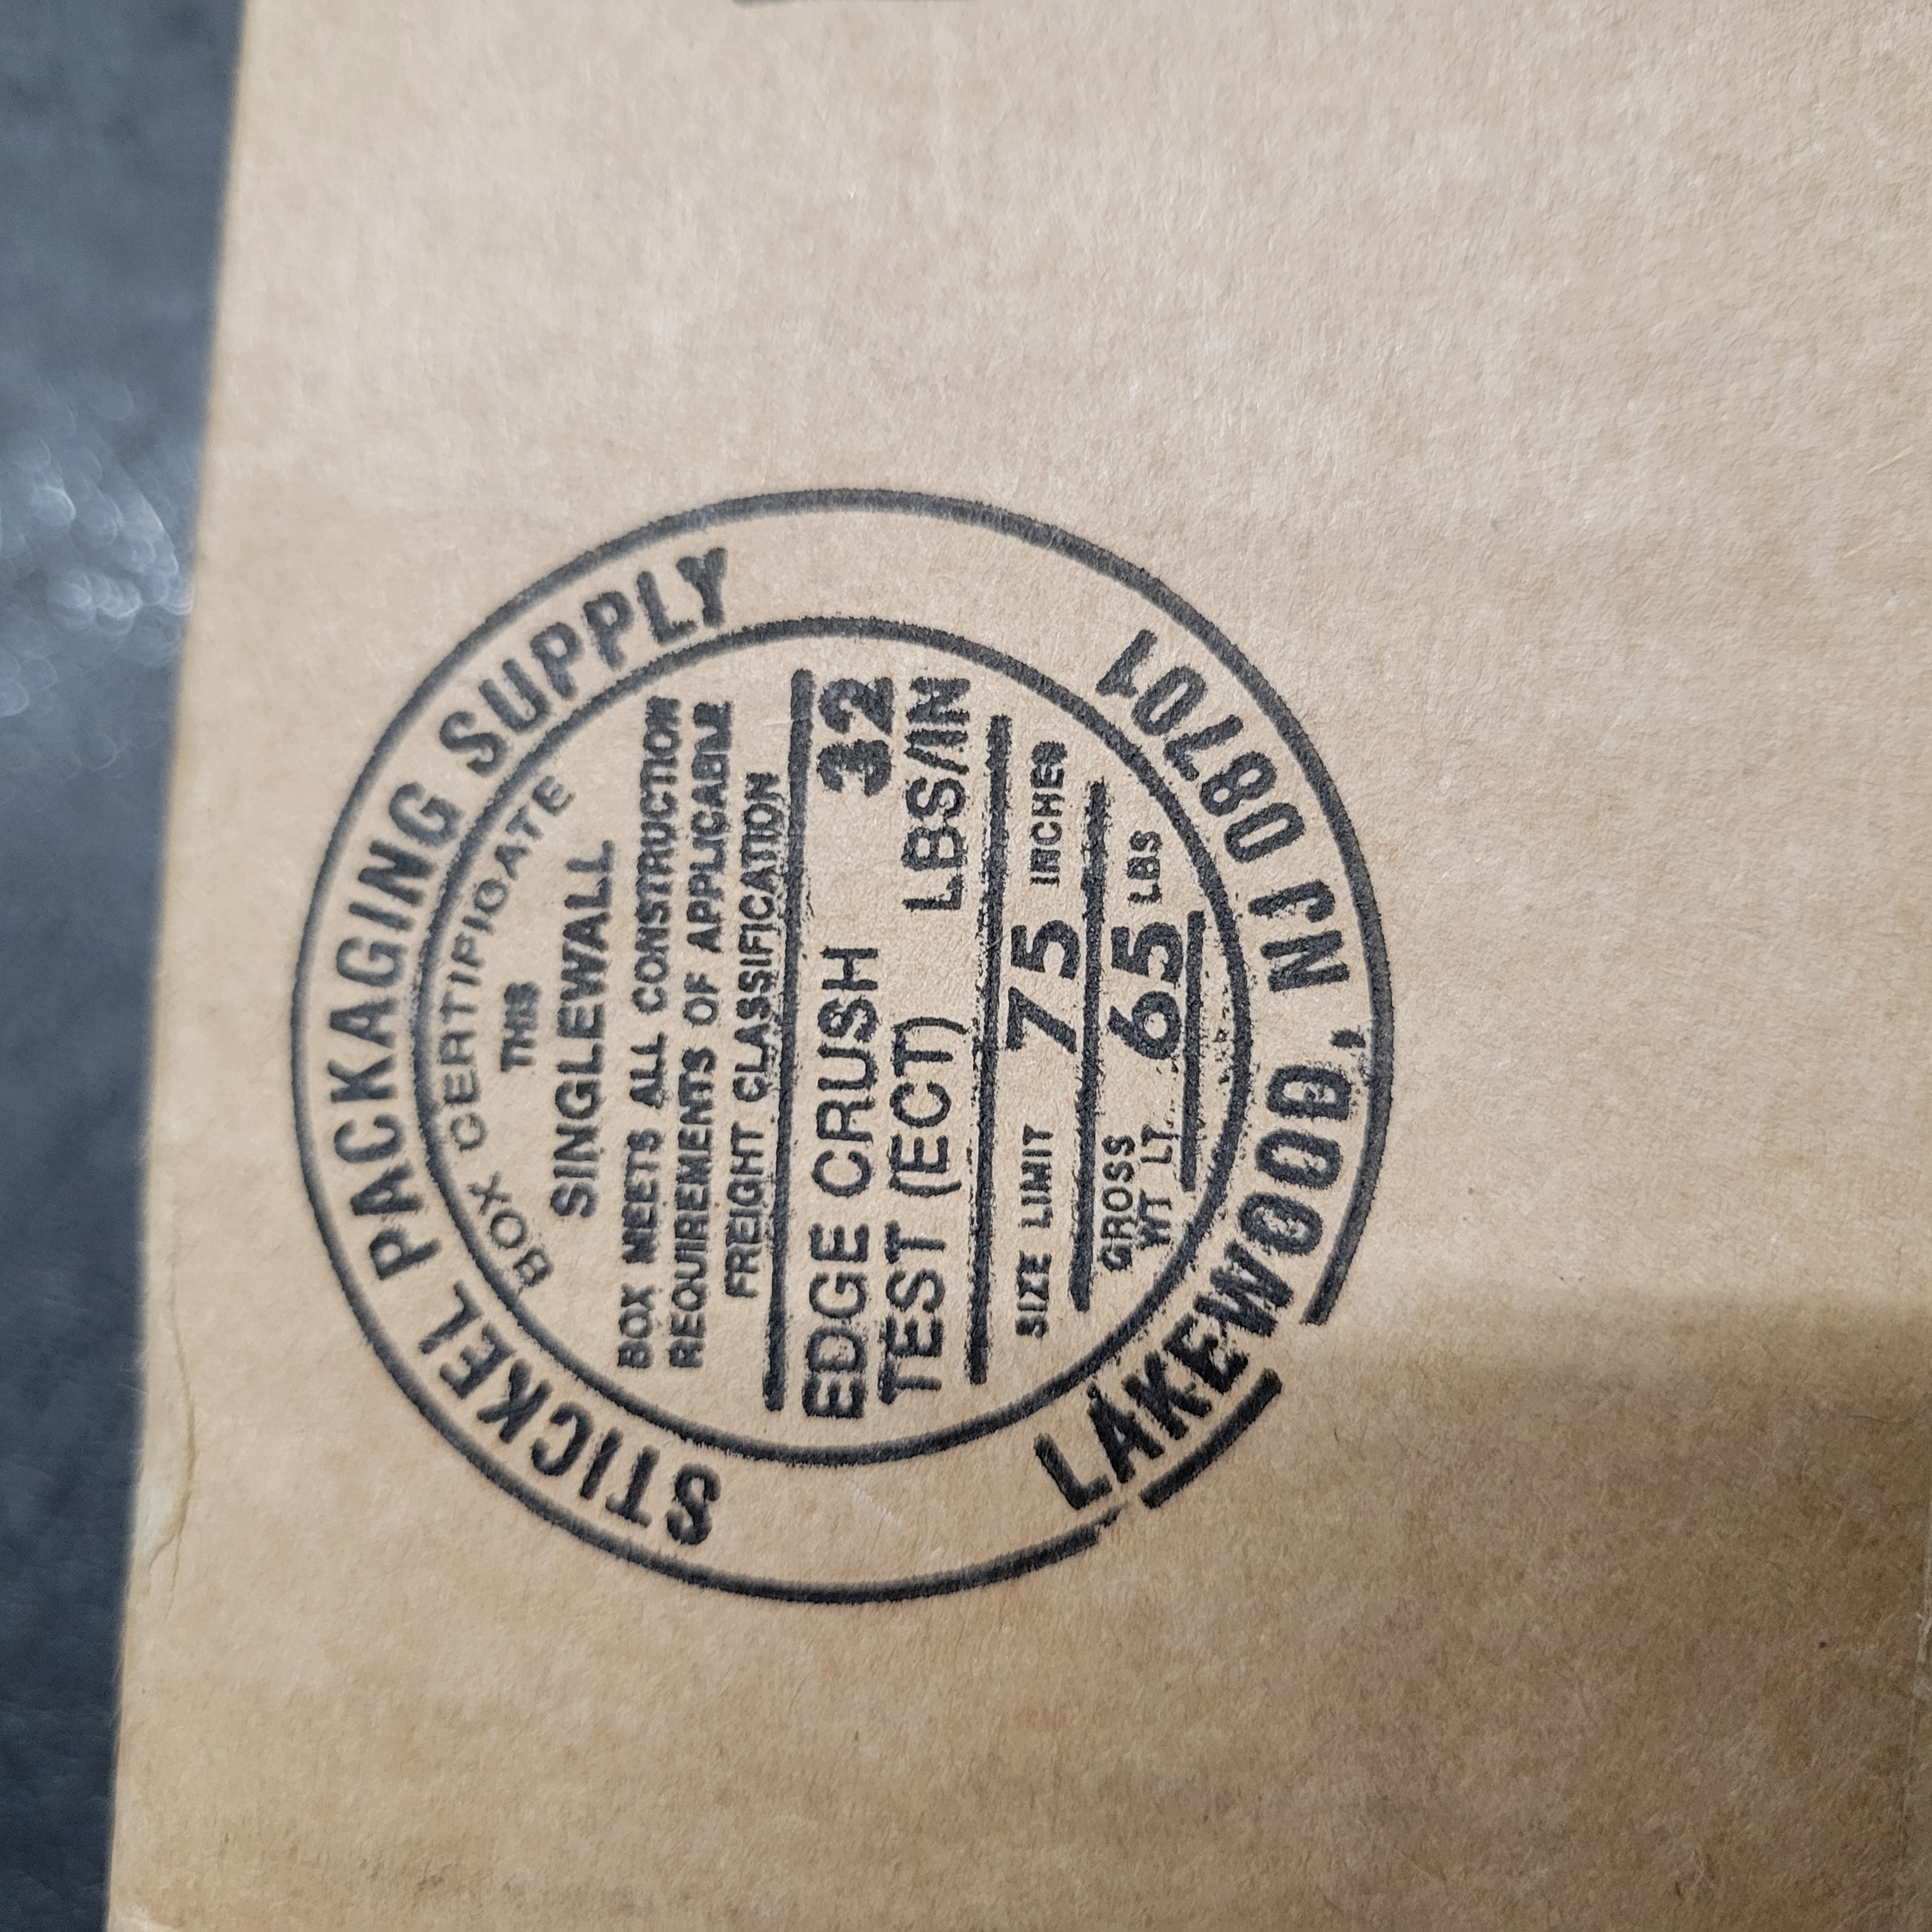 STICKEL PACKAGING SUPPLY
BOX CERTIFICATE
THIS
SINGLEWALL
BOX MEETS ALL CONSTRUCTION
REQUIREMENTS OF APPLICABLE
FREIGHT CLASSIFICATION
EDGE CRUSH 32
TEST (ECT) LBS/IN
SIZE LIMIT 75 INCHES
GROSS
WT LT. 65 LBS
LAKEWOOD, NJ 08701